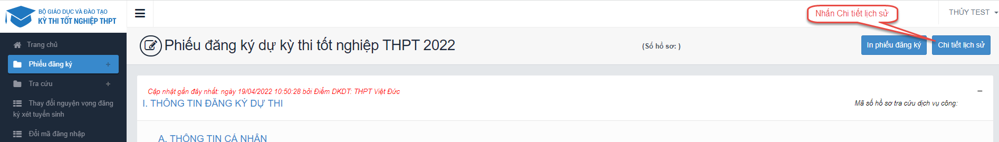 BỘ GIÁO DỤC VÀ ĐÀO TẠO
KỲ THI TỐT NGHIỆP THPT
Nhấn Chi tiết lịch sử
THỦY TEST
Trang chủ
Phiếu đăng ký
Tra cứu
Thay đổi nguyện vọng đăng
ký xét tuyển sinh
Đổi mã đăng nhập
Phiếu đăng ký dự kỳ thi tốt nghiệp THPT 2022
(Số hồ sơ: )
In phiếu đăng ký
Chi tiết lịch sử
Cập nhật gần đây nhất: ngày 19/04/2022 10:50:28 bởi Điểm DKDT: THPT Việt Đức
I. THÔNG TIN ĐĂNG KÝ DỰ THI
Mã số hồ sơ tra cứu dịch vụ công:
A. THÔNG TIN CÁ NHÂN